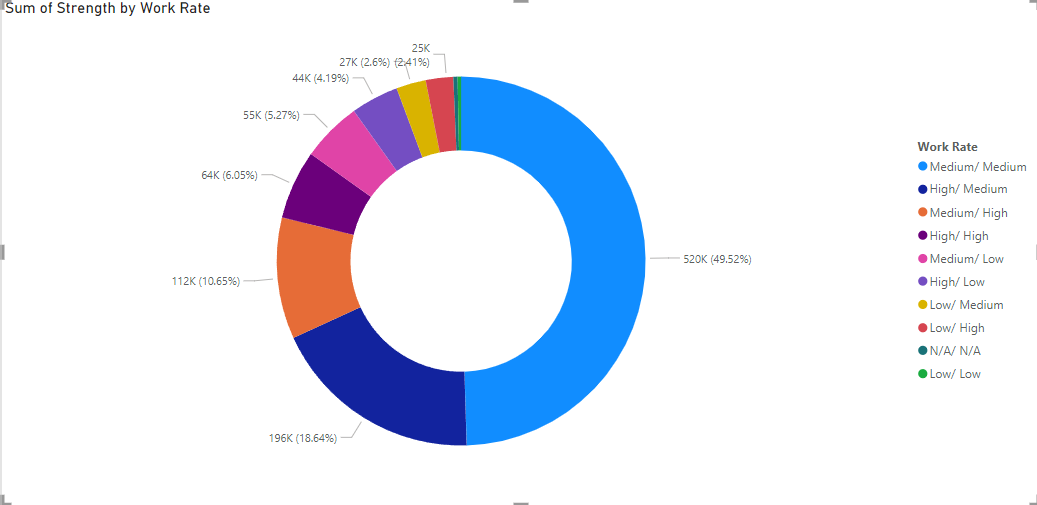 Sum of Strength by Work Rate
25K
(2.41%)
27K (2.6%)
44K (4.19%)
55K (5.27%)
64K (6.05%)
112K (10.65%)
196K (18.64%)
520K (49.52%)
Work Rate
Medium/ Medium
High/ Medium
Medium/ High
High/ High
Medium/ Low
High/ Low
Low/ Medium
Low/ High
N/A/ N/A
Low/ Low